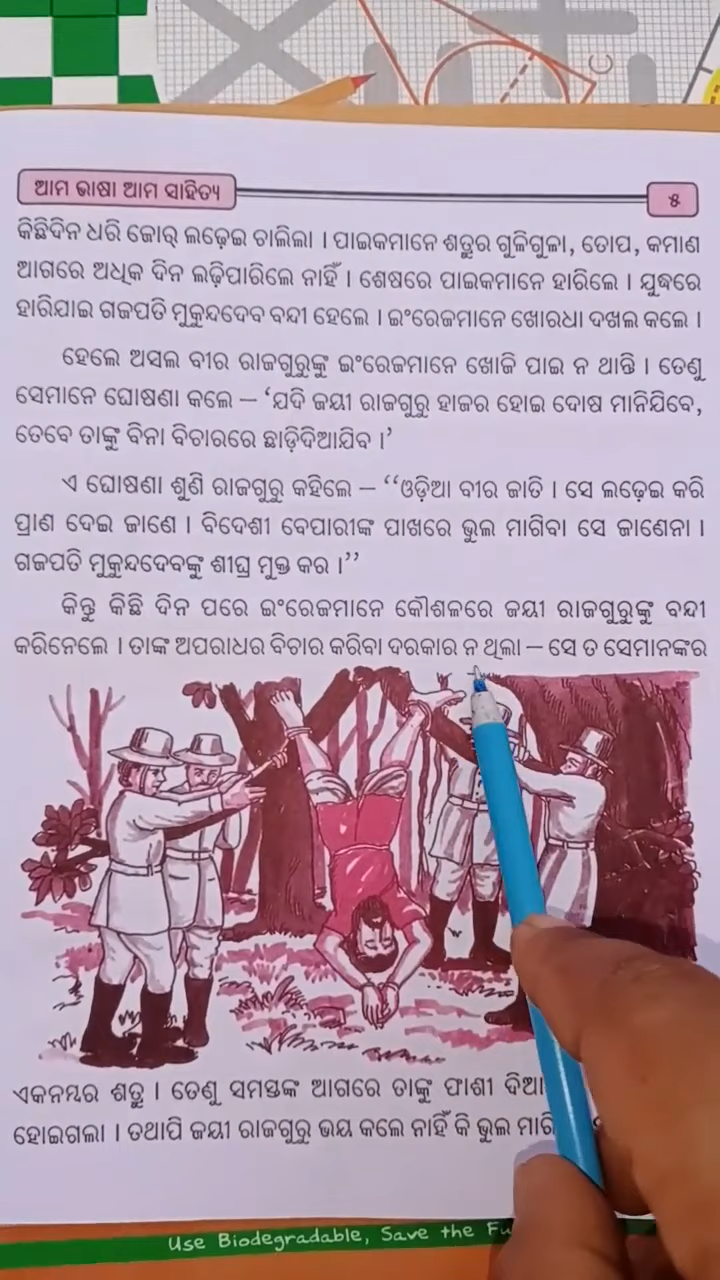 ଆମ ଭାଷା ଆମ ସାହିତ୍ୟ
୫
କିଛିଦିନ ଧରି ଜୋର୍ ଲଢ଼େଇ ଚାଲିଲା । ପାଇକମାନେ ଶତ୍ରୁର ଗୁଳିଗୁଳା, ତୋପ, କମାଣ
ଆଗରେ ଅଧିକ ଦିନ ଲଢ଼ିପାରିଲେ ନାହିଁ । ଶେଷରେ ପାଇକମାନେ ହାରିଲେ । ଯୁଦ୍ଧରେ
ହାରିଯାଇ ଗଜପତି ମୁକୁନ୍ଦଦେବ ବନ୍ଦୀ ହେଲେ । ଇଂରେଜମାନେ ଖୋରଧା ଦଖଲ କଲେ ।
ହେଲେ ଅସଲ ବୀର ରାଜଗୁରୁଙ୍କୁ ଇଂରେଜମାନେ ଖୋଜି ପାଇ ନ ଥାନ୍ତି । ତେଣୁ
ସେମାନେ ଘୋଷଣା କଲେ – ‘ଯଦି ଜୟୀ ରାଜଗୁରୁ ହାଜର ହୋଇ ଦୋଷ ମାନିଯିବେ,
ତେବେ ତାଙ୍କୁ ବିନା ବିଚାରରେ ଛାଡ଼ିଦିଆଯିବ ।’
ଏ ଘୋଷଣା ଶୁଣି ରାଜଗୁରୁ କହିଲେ – ‘‘ଓଡ଼ିଆ ବୀର ଜାତି । ସେ ଲଢ଼େଇ କରି
ପ୍ରାଣ ଦେଇ ଜାଣେ । ବିଦେଶୀ ବେପାରୀଙ୍କ ପାଖରେ ଭୁଲ ମାଗିବା ସେ ଜାଣେନା ।
ଗଜପତି ମୁକୁନ୍ଦଦେବଙ୍କୁ ଶୀଘ୍ର ମୁକ୍ତ କର ।’’
କିନ୍ତୁ କିଛି ଦିନ ପରେ ଇଂରେଜମାନେ କୌଶଳରେ ଜୟୀ ରାଜଗୁରୁଙ୍କୁ ବନ୍ଦୀ
କରିନେଲେ । ତାଙ୍କ ଅପରାଧର ବିଚାର କରିବା ଦରକାର ନ ଥିଲା – ସେ ତ ସେମାନଙ୍କର
ଏକନମ୍ବର ଶତ୍ରୁ । ତେଣୁ ସମସ୍ତଙ୍କ ଆଗରେ ତାଙ୍କୁ ଫାଶୀ
ହୋଇଗଲା । ତଥାପି ଜୟୀ ରାଜଗୁରୁ ଭୟ କଲେ ନାହିଁ କି ଭୁଲ
Use Biodegradable, Save the